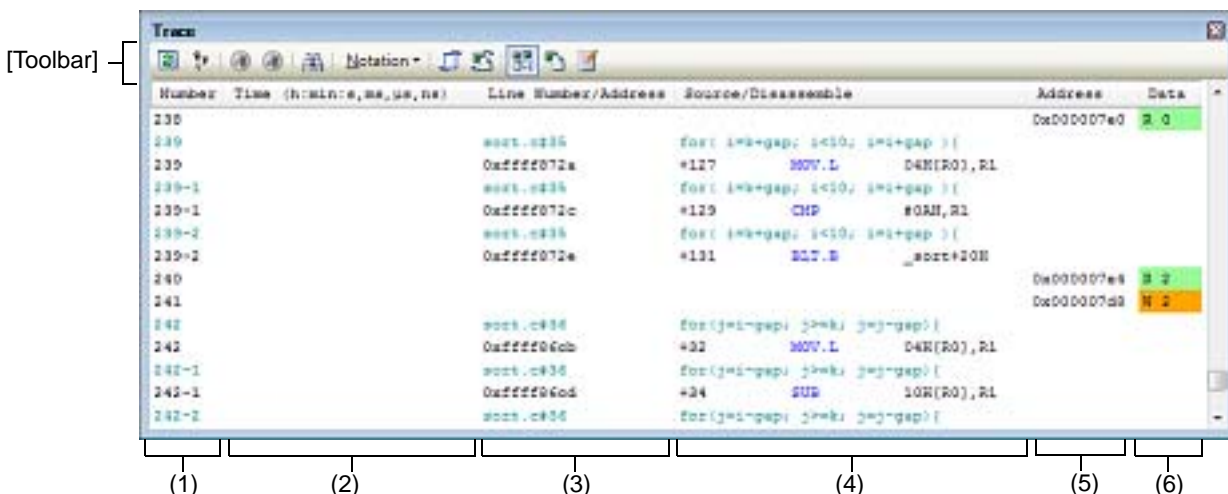 Trace
[Toolbar]
Notation
Number Time (h:min:s,ms,µs,ns) Line Number/Address Source/Disassemble Address Data
238 0x000007e0 R 0
239 sort.c#35 for( i=k+gap; i<10; i=i+gap ){
239 0xffff872a +127 MOV.L 04H[R0],R1
239-1 sort.c#35 for( i=k+gap; i<10; i=i+gap ){
239-1 0xffff872c +129 CMP #0AH,R1
239-2 sort.c#35 for( i=k+gap; i<10; i=i+gap ){
239-2 0xffff872e +131 BLT.B _sort+20H
240 0x000007e4 R 2
241 0x000007d8 W 2
242 sort.c#36 for(j=i-gap; j>=k; j=j-gap){
242 0xffff86cb +32 MOV.L 04H[R0],R1
242-1 sort.c#36 for(j=i-gap; j>=k; j=j-gap){
242-1 0xffff86cd +34 SUB 10H[R0],R1
242-2 sort.c#36 for(j=i-gap; j>=k; j=j-gap){
(1) (2) (3) (4) (5) (6)